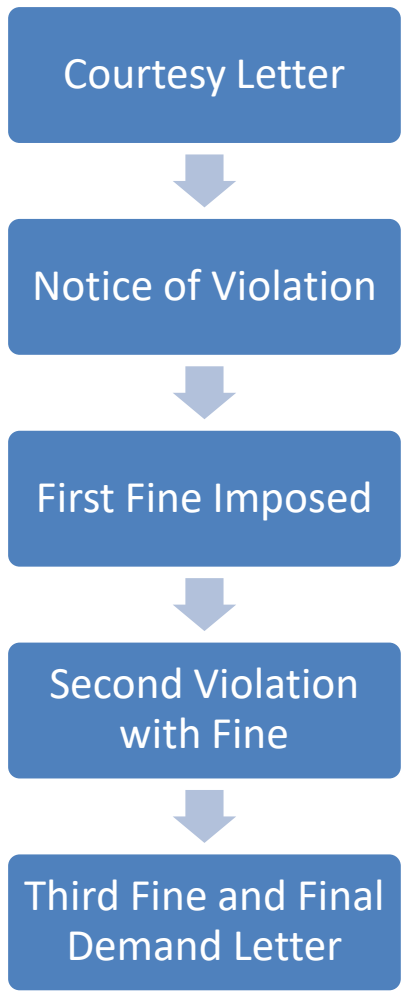 Courtesy Letter
Notice of Violation
First Fine Imposed
Second Violation
with Fine
Third Fine and Final
Demand Letter